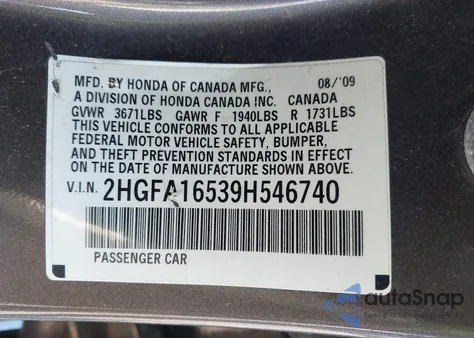 MFD. BY HONDA OF CANADA MFG., 08/'09
A DIVISION OF HONDA CANADA INC. CANADA
GVWR 3671LBS GAWR F 1940LBS R 1731LBS
THIS VEHICLE CONFORMS TO ALL APPLICABLE
FEDERAL MOTOR VEHICLE SAFETY, BUMPER,
AND THEFT PREVENTION STANDARDS IN EFFECT
ON THE DATE OF MANUFACTURE SHOWN ABOVE.
V.I.N. 2HGFA16539H546740
PASSENGER CAR
autoSnap